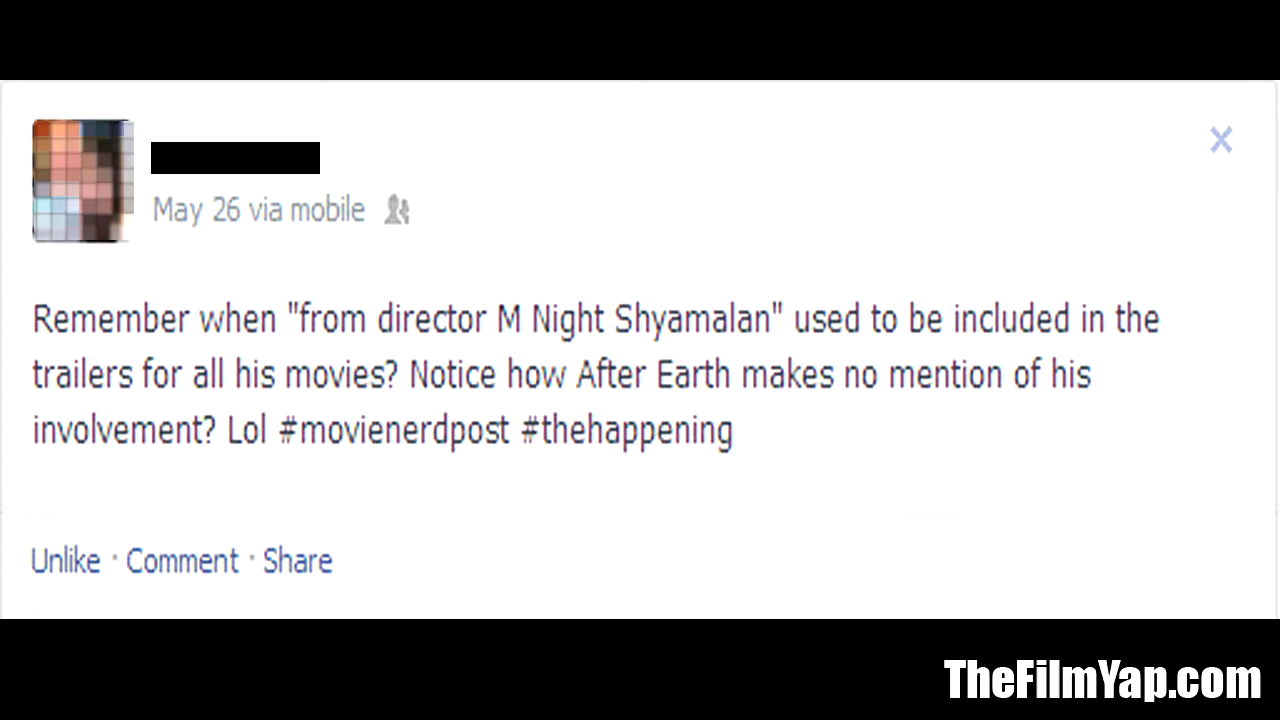 May 26 via mobile
Remember when "from director M Night Shyamalan" used to be included in the
trailers for all his movies? Notice how After Earth makes no mention of his
involvement? Lol #movienerdpost #thehappening
Unlike · Comment · Share
TheFilmYap.com